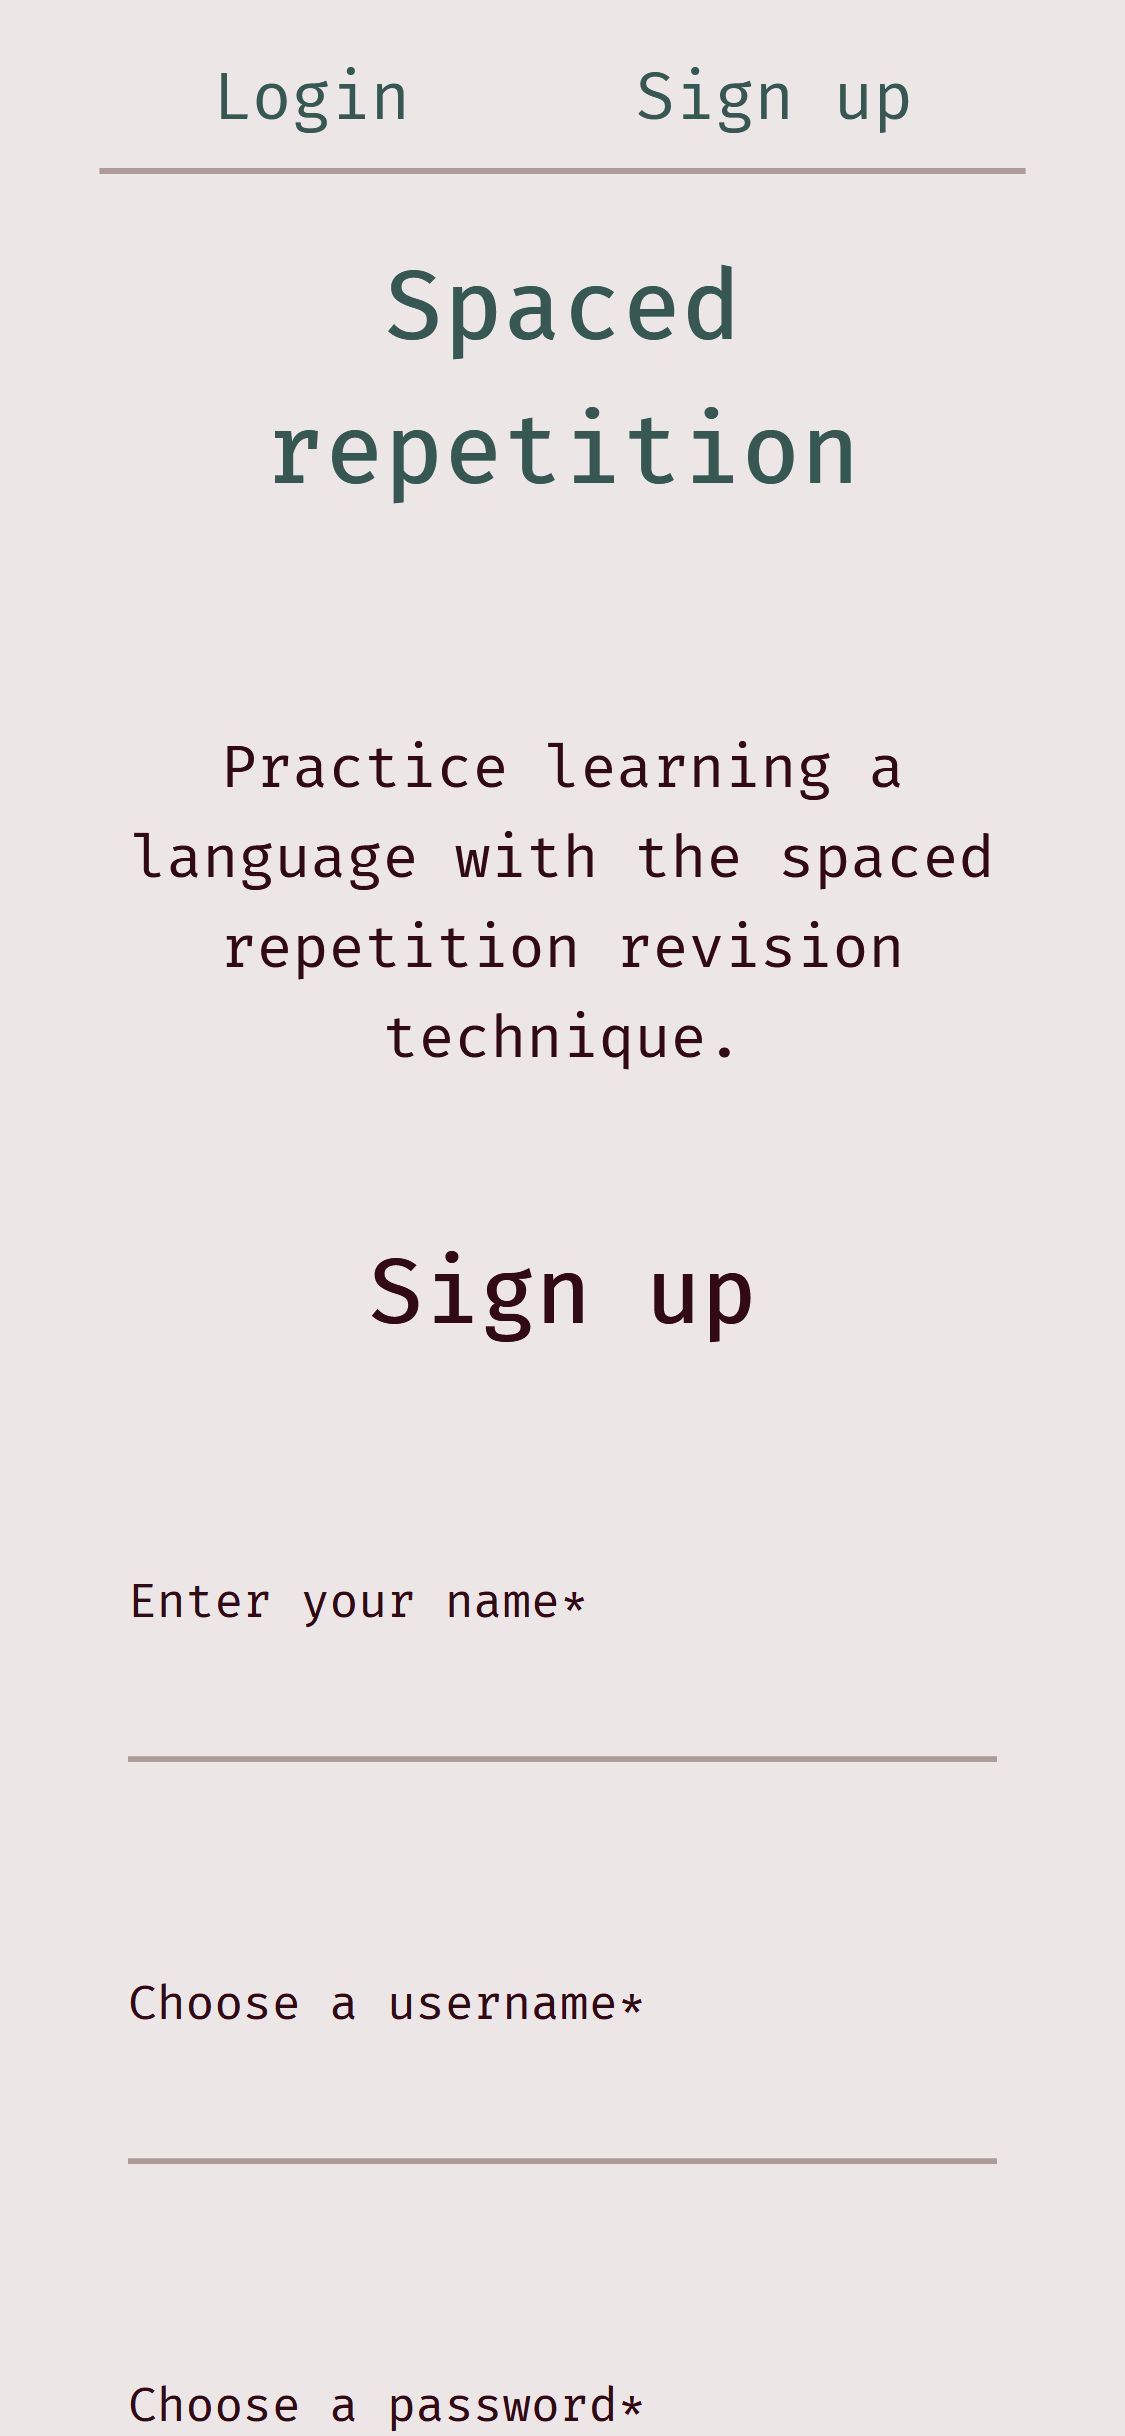 Login Sign up
Spaced
repetition
Practice learning a
language with the spaced
repetition revision
technique.
Sign up
Enter your name*
Choose a username*
Choose a password*